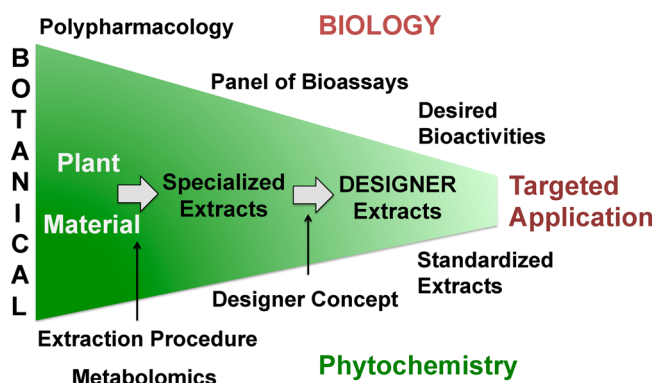 Polypharmacology
BIOLOGY
BOTANICAL
Panel of Bioassays
Desired
Bioactivities
Plant
Material
Specialized
Extracts
DESIGNER
Extracts
Targeted
Application
Standardized
Extracts
Designer Concept
Extraction Procedure
Phytochemistry
Metabolomics